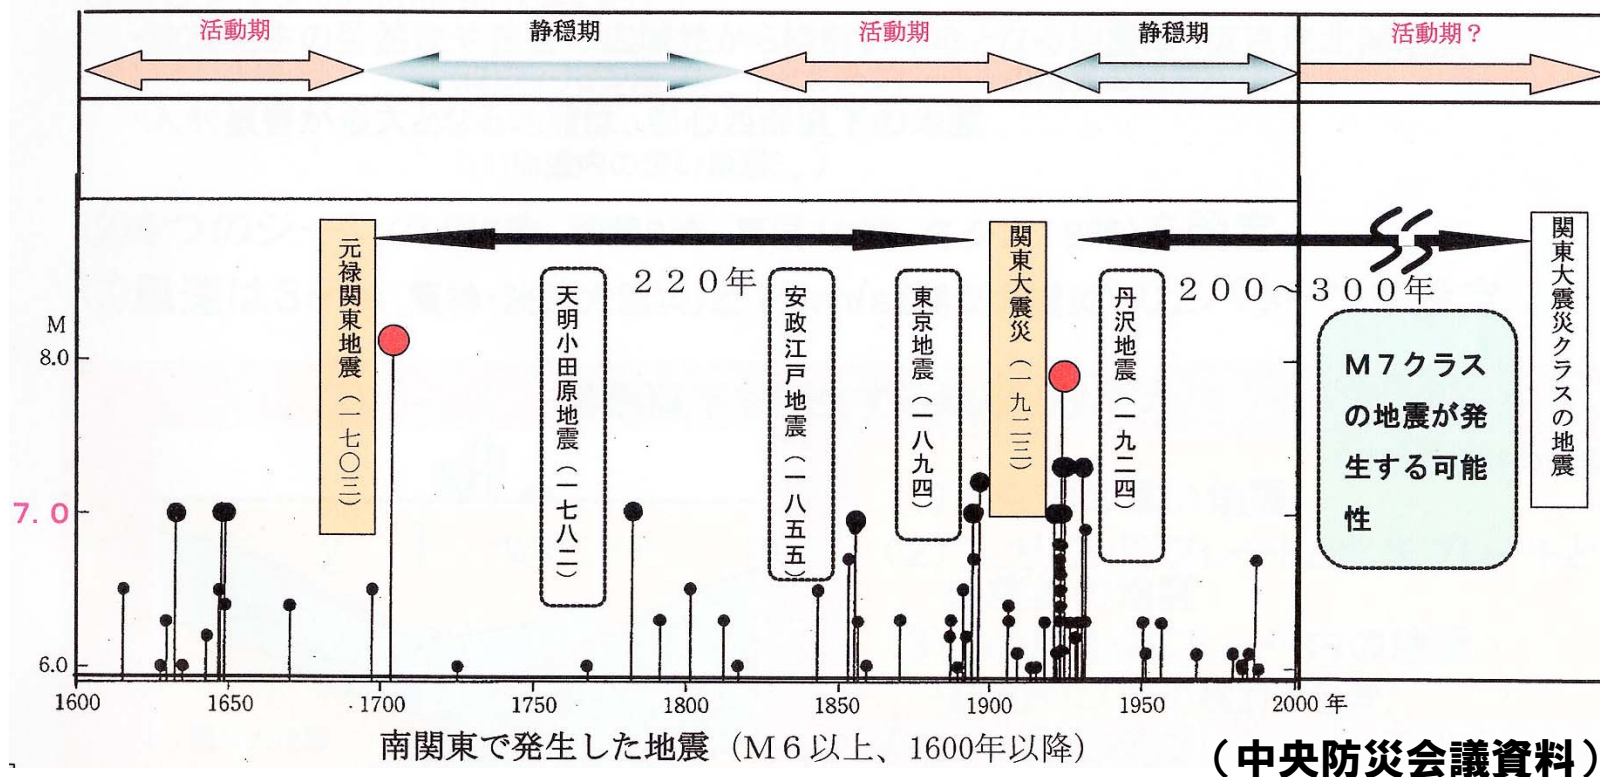 活動期
静穏期
活動期
静穏期
活動期？
元禄関東地震（一七〇三）
220年
天明小田原地震（一七八二）
安政江戸地震（一八五五）
東京地震（一八九四）
関東大震災（一九二三）
丹沢地震（一九二四）
200～300年
関東大震災クラスの地震
M7クラス
の地震が発
生する可能
性
M
8.0
7.0
6.0
1600
1650
1700
1750
1800
1850
1900
1950
2000 年
南関東で発生した地震（M6以上、1600年以降）
（中央防災会議資料）